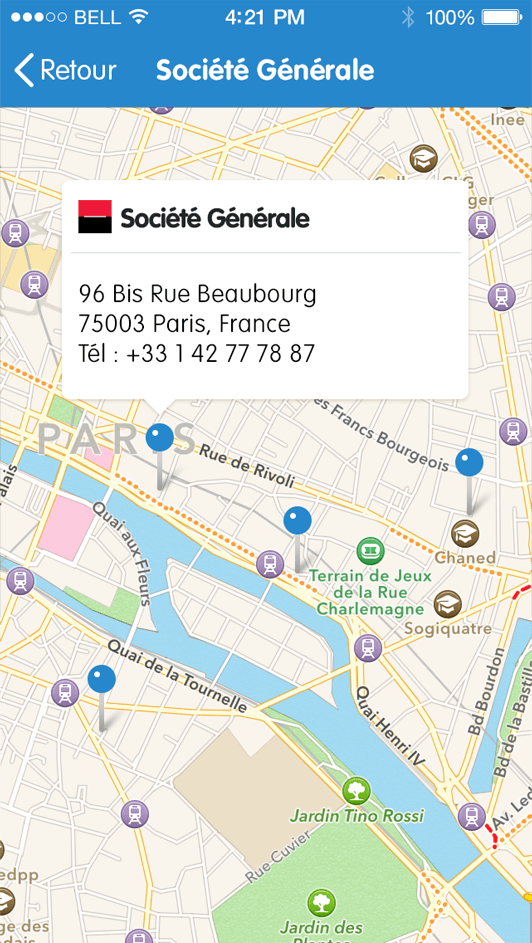 BELL 4:21 PM 100%
Retour Société Générale
Inee
Société Générale
96 Bis Rue Beaubourg
75003 Paris, France
Tél : +33 1 42 77 78 87
PARIS
Rue de Rivoli
es Francs Bourgeois
alais
Quai aux Fleurs
Chaned
Terrain de Jeux
de la Rue
Charlemagne
Sogiquatre
Quai de la Tournelle
Quai Henri IV
Bd Bourdon
Bd de la Bastill
Av. Led
Jardin Tino Rossi
Rue Cuvier
edpp
ge des
dais
Jardin des
Plantes